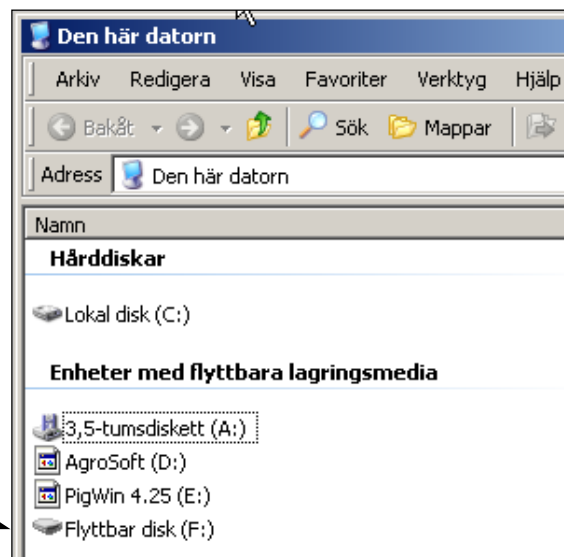 Den här datorn
Arkiv Redigera Visa Favoriter Verktyg Hjälp
Bakåt Sök Mappar
Adress Den här datorn
Namn
Hårddiskar
Lokal disk (C:)
Enheter med flyttbara lagringsmedia
3,5-tumsdiskett (A:)
AgroSoft (D:)
PigWin 4.25 (E:)
Flyttbar disk (F:)